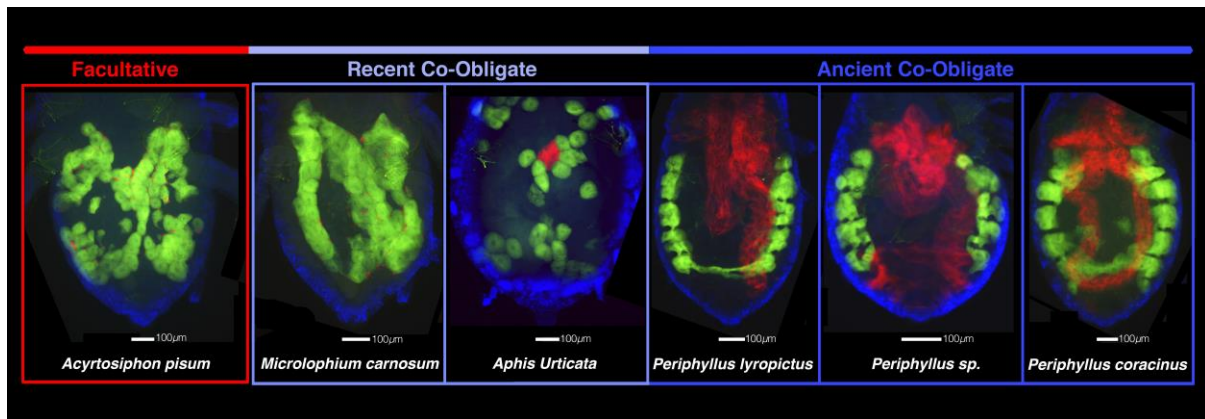 Facultative
Recent Co-Obligate
Ancient Co-Obligate
100µm
100µm
100µm
100µm
100µm
100µm
Acyrtosiphon pisum
Microlophium carnosum
Aphis Urticata
Periphyllus lyropictus
Periphyllus sp.
Periphyllus coracinus